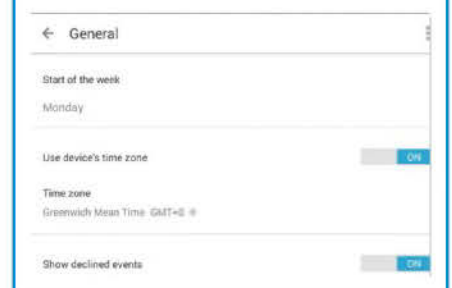 General
Start of the week
Monday
Use device's time zone
ON
Time zone
Greenwich Mean Time GMT+0
Show declined events
ON